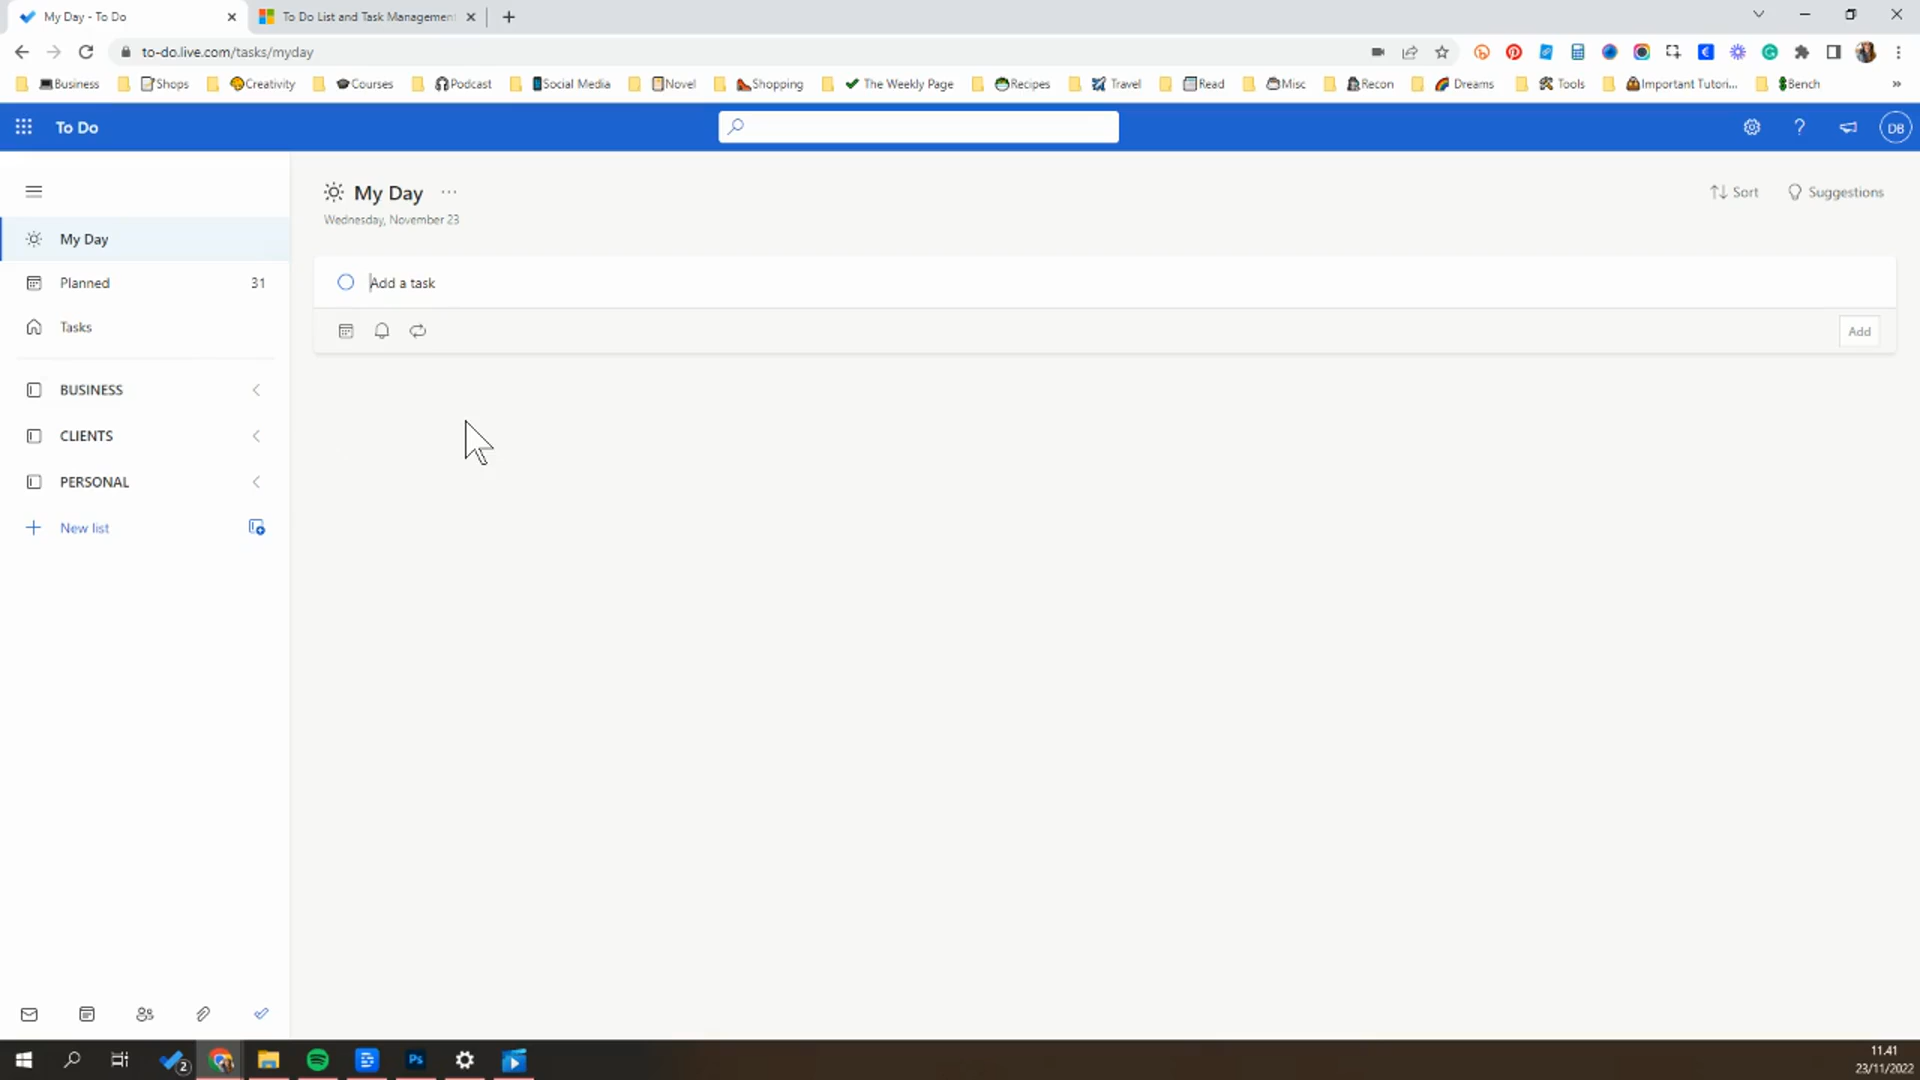 My Day - To Do
To Do List and Task Management
to-do.live.com/tasks/myday
Business
Shops
Creativity
Courses
Podcast
Social Media
Novel
Shopping
The Weekly Page
Recipes
Travel
Read
Misc
Recon
Dreams
Tools
Important Tutori...
Bench
»
To Do
?
DB
My Day
Planned 31
Tasks
BUSINESS
CLIENTS
PERSONAL
New list
My Day ...
Wednesday, November 23
Sort
Suggestions
Add a task
Add
2
Ps
11.41
23/11/2022